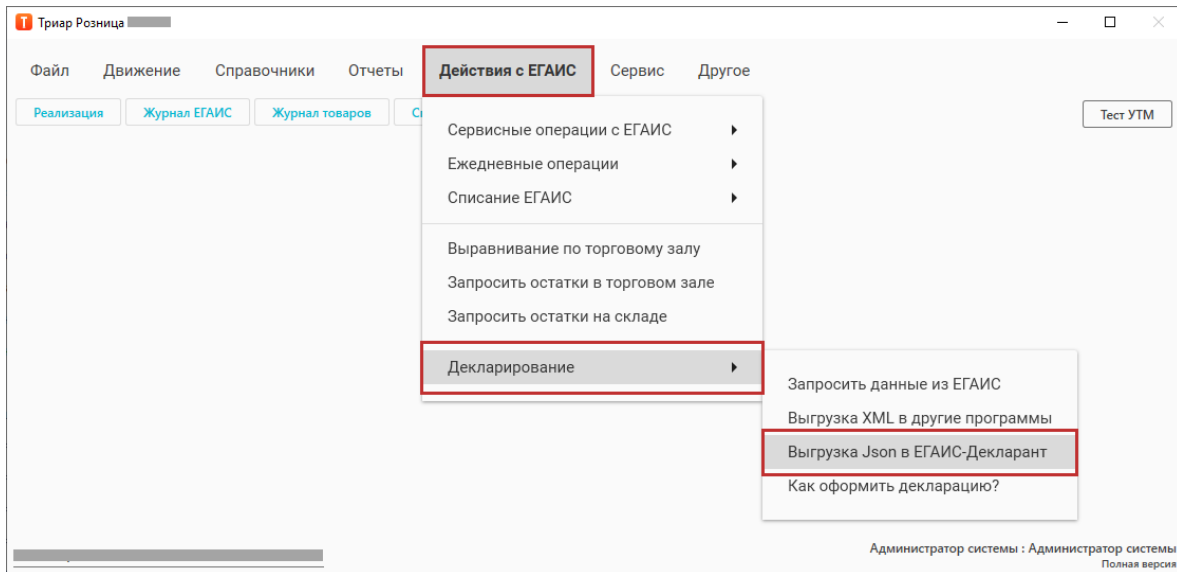 Триар Розница
Файл Движение Справочники Отчеты Действия с ЕГАИС Сервис Другое
Реализация Журнал ЕГАИС Журнал товаров Тест УТМ
Сервисные операции с ЕГАИС
Ежедневные операции
Списание ЕГАИС
Выравнивание по торговому залу
Запросить остатки в торговом зале
Запросить остатки на складе
Декларирование
Запросить данные из ЕГАИС
Выгрузка XML в другие программы
Выгрузка Json в ЕГАИС-Декларант
Как оформить декларацию?
Администратор системы : Администратор системы
Полная версия